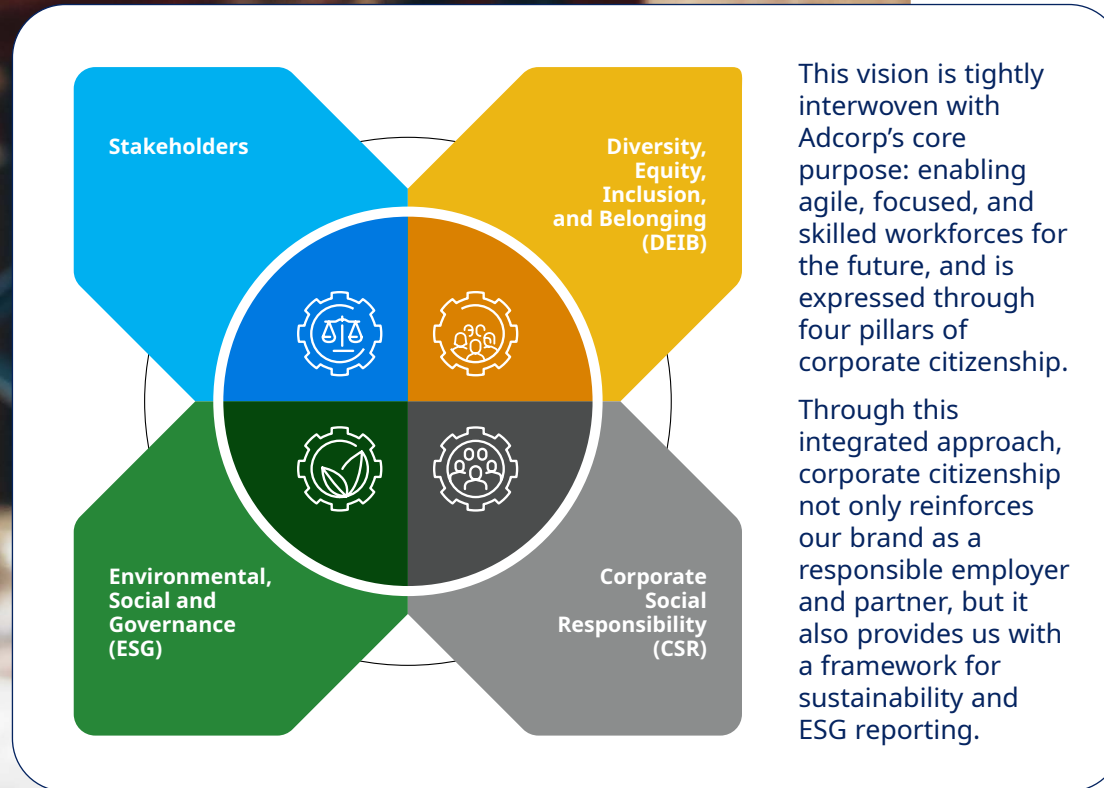 Stakeholders
Diversity,
Equity,
Inclusion,
and Belonging
(DEIB)
Environmental,
Social and
Governance
(ESG)
Corporate
Social
Responsibility
(CSR)
This vision is tightly
interwoven with
Adcorp’s core
purpose: enabling
agile, focused, and
skilled workforces for
the future, and is
expressed through
four pillars of
corporate citizenship.
Through this
integrated approach,
corporate citizenship
not only reinforces
our brand as a
responsible employer
and partner, but it
also provides us with
a framework for
sustainability and
ESG reporting.